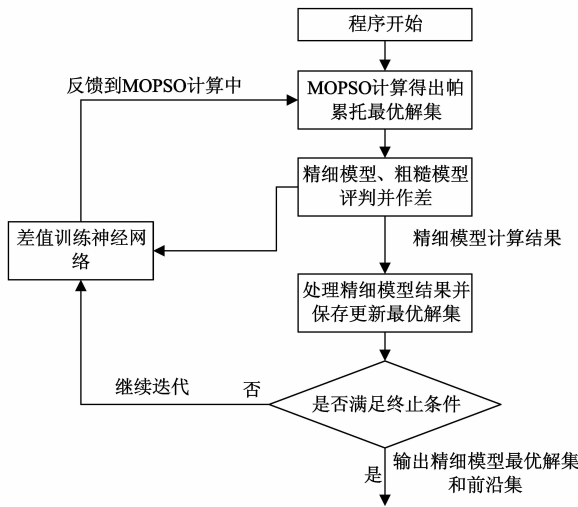 程序开始
反馈到MOPSO计算中
MOPSO计算得出帕
累托最优解集
精细模型、粗糙模型
评判并作差
差值训练神经网
络
精细模型计算结果
处理精细模型结果并
保存更新最优解集
继续迭代
否
是否满足终止条件
是
输出精细模型最优解集
和前沿集